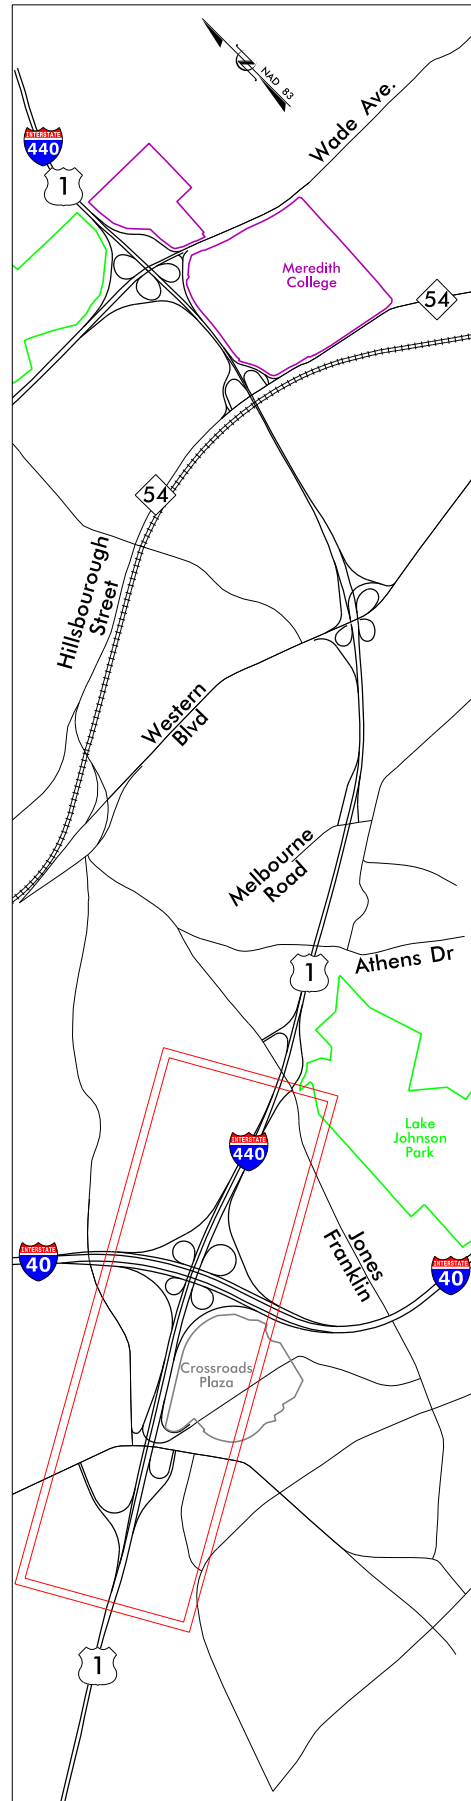 N
NAD 83
Wade Ave.
INTERSTATE
440
1
Meredith
College
54
54
Hillsbourough
Street
Western
Blvd
Melbourne
Road
Athens Dr
1
Lake
Johnson
Park
INTERSTATE
440
Jones
Franklin
INTERSTATE
40
INTERSTATE
40
Crossroads
Plaza
1